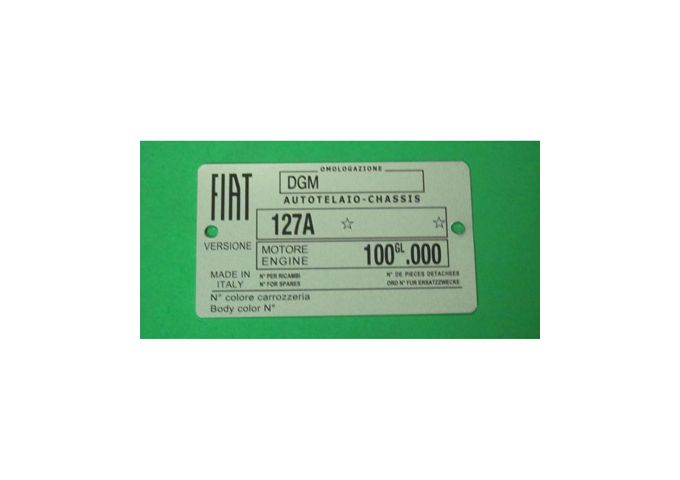 OMOLOGAZIONE
FIAT
DGM
AUTOTELAIO-CHASSIS
127A ☆ ☆
VERSIONE
MOTORE
ENGINE
100GL.000
MADE IN
ITALY
N° PER RICAMBI
N° FOR SPARES
N° DE PIECES DETACHEES
ORD N° FUR ERSATZZWECKE
N° colore carrozzeria
Body color N°